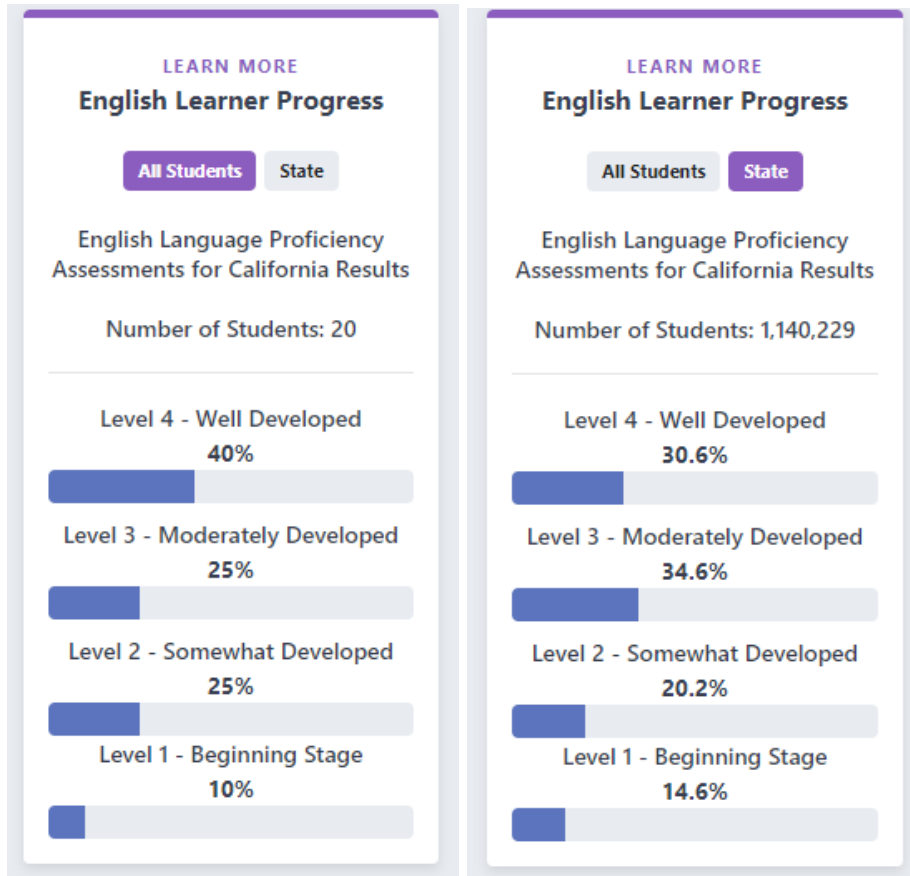 LEARN MORE
English Learner Progress
All Students State
English Language Proficiency
Assessments for California Results
Number of Students: 20
Level 4 - Well Developed
40%
Level 3 - Moderately Developed
25%
Level 2 - Somewhat Developed
25%
Level 1 - Beginning Stage
10%
LEARN MORE
English Learner Progress
All Students State
English Language Proficiency
Assessments for California Results
Number of Students: 1,140,229
Level 4 - Well Developed
30.6%
Level 3 - Moderately Developed
34.6%
Level 2 - Somewhat Developed
20.2%
Level 1 - Beginning Stage
14.6%